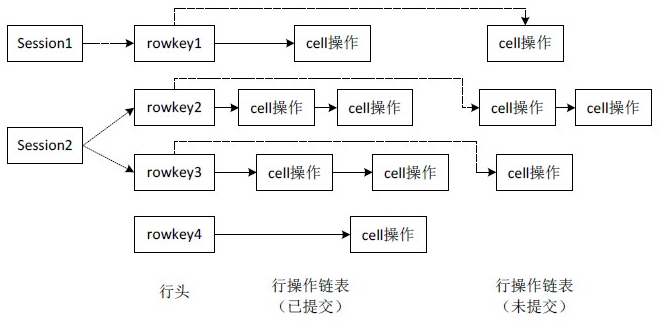 Session1
rowkey1
cell操作
cell操作
rowkey2
cell操作
cell操作
cell操作
cell操作
Session2
rowkey3
cell操作
cell操作
cell操作
rowkey4
cell操作
行头
行操作链表
（已提交）
行操作链表
（未提交）